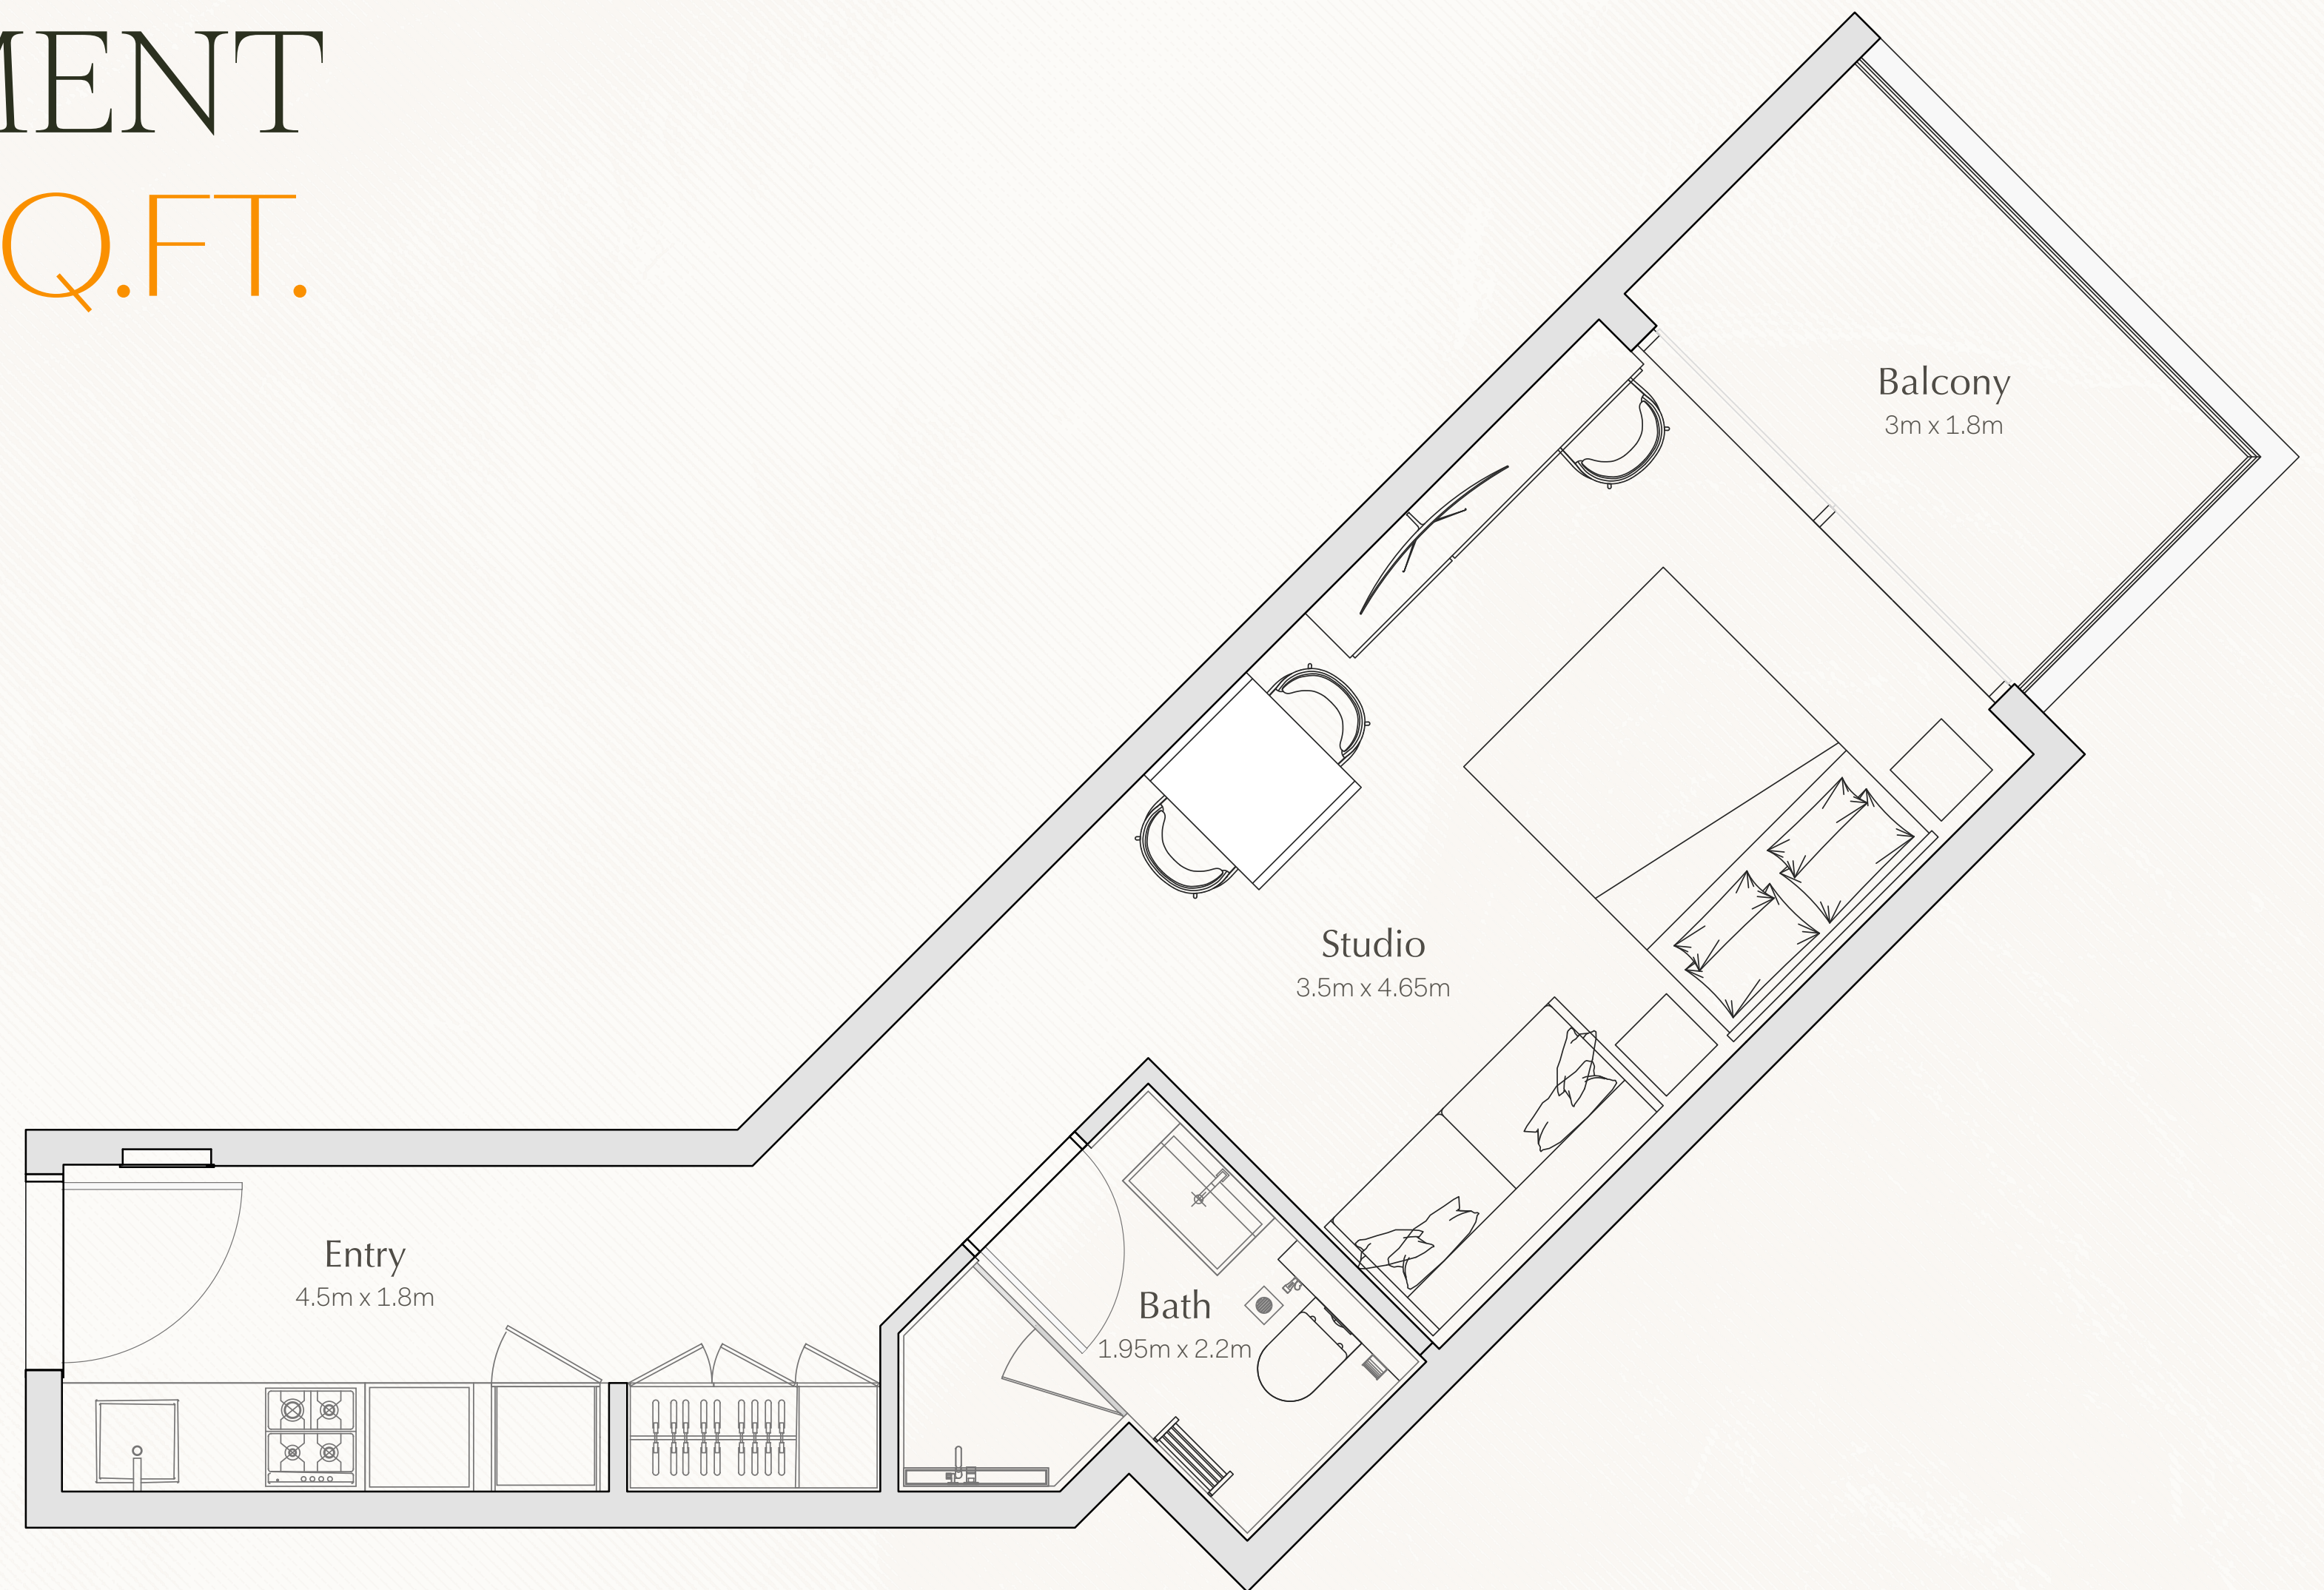 MENT
Q.FT.
Balcony
3m x 1.8m
Studio
3.5m x 4.65m
Entry
4.5m x 1.8m
Bath
1.95m x 2.2m